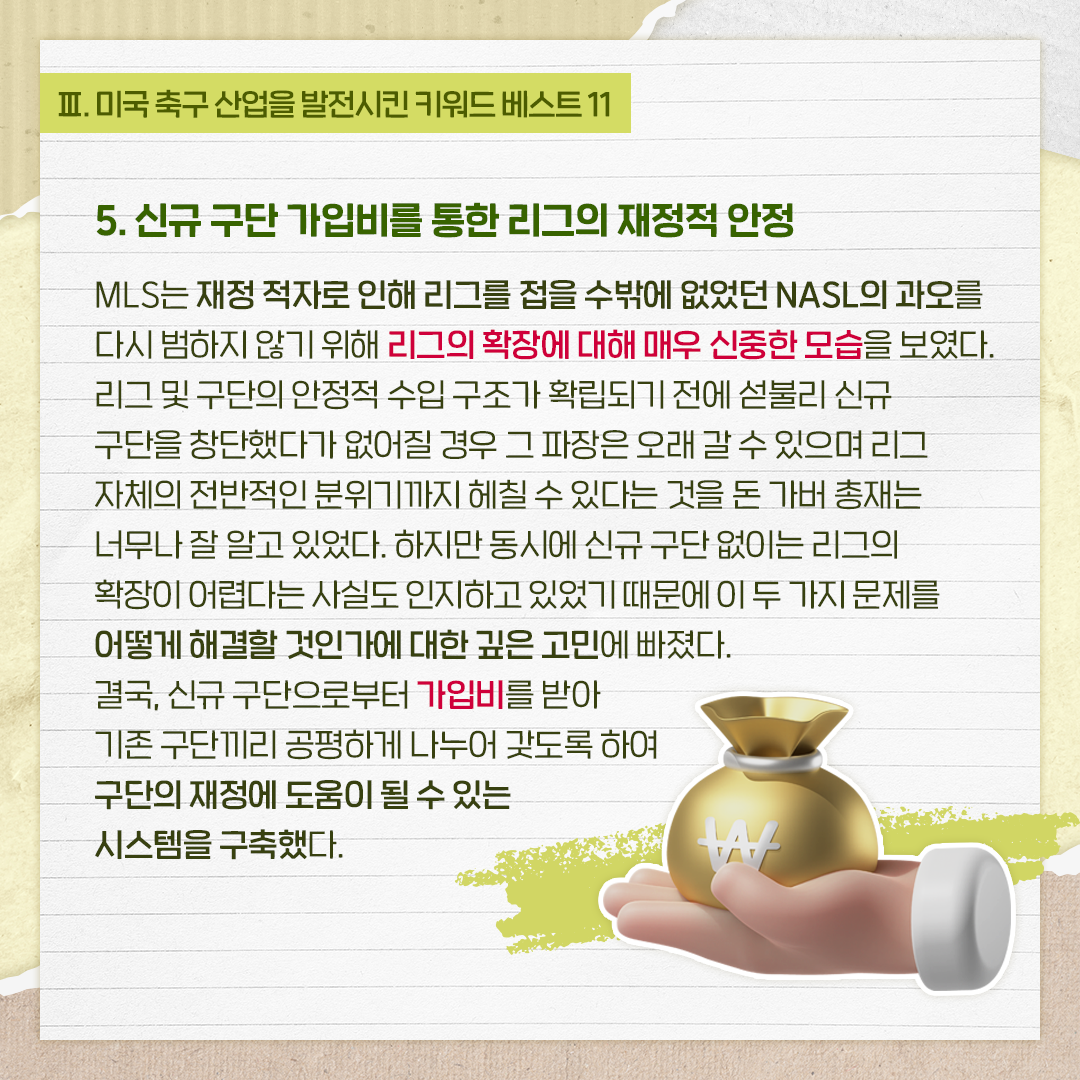 Ⅲ. 미국 축구 산업을 발전시킨 키워드 베스트 11
5. 신규 구단 가입비를 통한 리그의 재정적 안정
MLS는 재정 적자로 인해 리그를 접을 수밖에 없었던 NASL의 과오를
다시 범하지 않기 위해 리그의 확장에 대해 매우 신중한 모습을 보였다.
리그 및 구단의 안정적 수입 구조가 확립되기 전에 섣불리 신규
구단을 창단했다가 없어질 경우 그 파장은 오래 갈 수 있으며 리그
자체의 전반적인 분위기까지 헤칠 수 있다는 것을 돈 가버 총재는
너무나 잘 알고 있었다. 하지만 동시에 신규 구단 없이는 리그의
확장이 어렵다는 사실도 인지하고 있었기 때문에 이 두 가지 문제를
어떻게 해결할 것인가에 대한 깊은 고민에 빠졌다.
결국, 신규 구단으로부터 가입비를 받아
기존 구단끼리 공평하게 나누어 갖도록 하여
구단의 재정에 도움이 될 수 있는
시스템을 구축했다.
₩